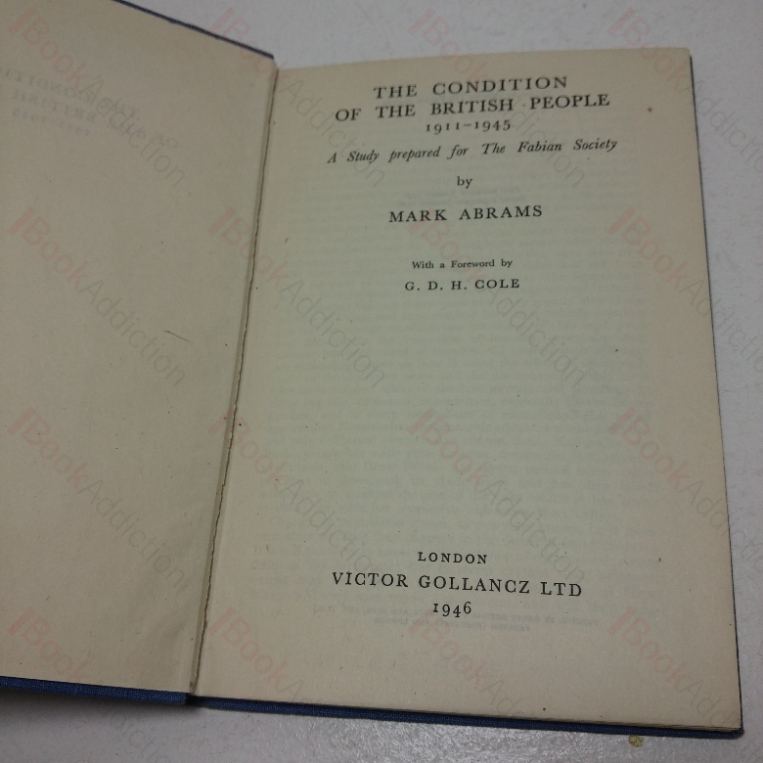 THE CONDITION
OF THE BRITISH PEOPLE
1911-1945
A Study prepared for The Fabian Society
by
MARK ABRAMS
With a Foreword by
G. D. H. COLE
LONDON
VICTOR GOLLANCZ LTD
1946
BookAddiction